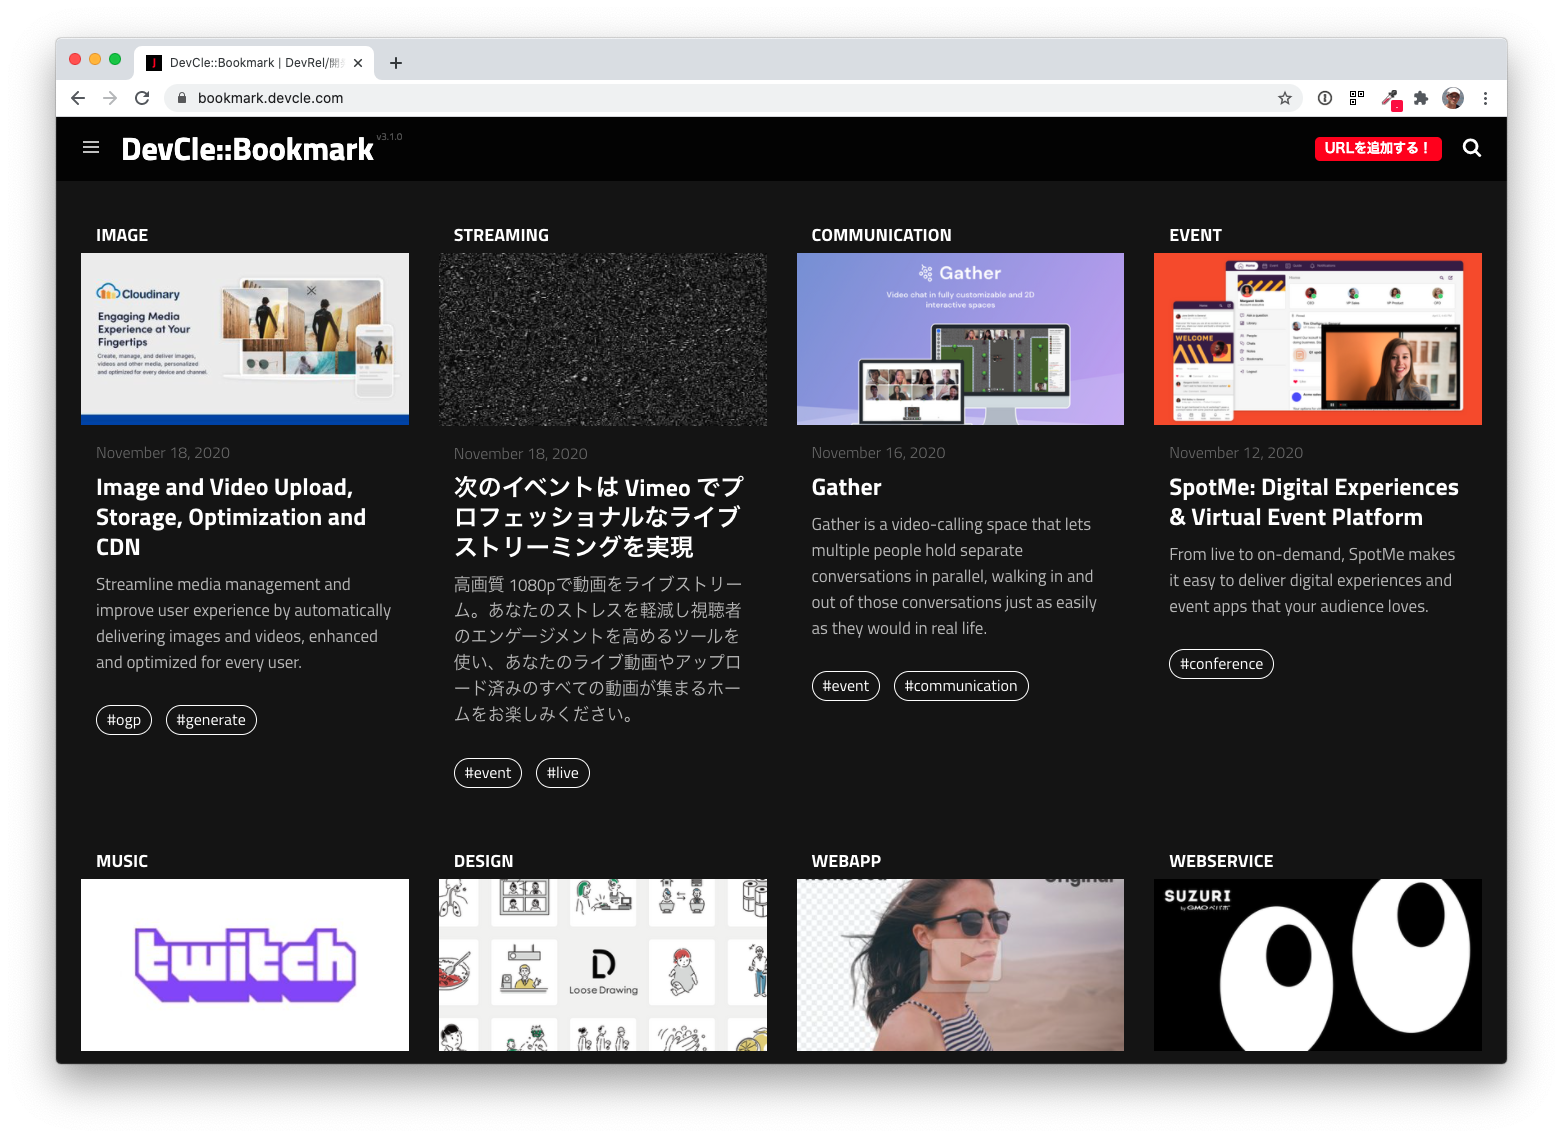 DevCle::Bookmark | DevRel/開
bookmark.devcle.com
DevCle::Bookmark v3.1.0
URLを追加する！
IMAGE
Cloudinary
Engaging Media
Experience at Your
Fingertips
Create, manage, and deliver images,
videos and other media, personalized
and optimized for every device and channel.
November 18, 2020
Image and Video Upload,
Storage, Optimization and
CDN
Streamline media management and
improve user experience by automatically
delivering images and videos, enhanced
and optimized for every user.
#ogp
#generate
STREAMING
November 18, 2020
次のイベントは Vimeo でプ
ロフェッショナルなライブ
ストリーミングを実現
高画質 1080pで動画をライブストリー
ム。あなたのストレスを軽減し視聴者
のエンゲージメントを高めるツールを
使い、あなたのライブ動画やアップロ
ード済みのすべての動画が集まるホー
ムをお楽しみください。
#event
#live
COMMUNICATION
Gather
Video chat in fully customizable and 2D
interactive spaces
November 16, 2020
Gather
Gather is a video-calling space that lets
multiple people hold separate
conversations in parallel, walking in and
out of those conversations just as easily
as they would in real life.
#event
#communication
EVENT
WELCOME
November 12, 2020
SpotMe: Digital Experiences
& Virtual Event Platform
From live to on-demand, SpotMe makes
it easy to deliver digital experiences and
event apps that your audience loves.
#conference
MUSIC
twitch
DESIGN
Loose Drawing
WEBAPP
Original
WEBSERVICE
SUZURI
by GMOペパボ